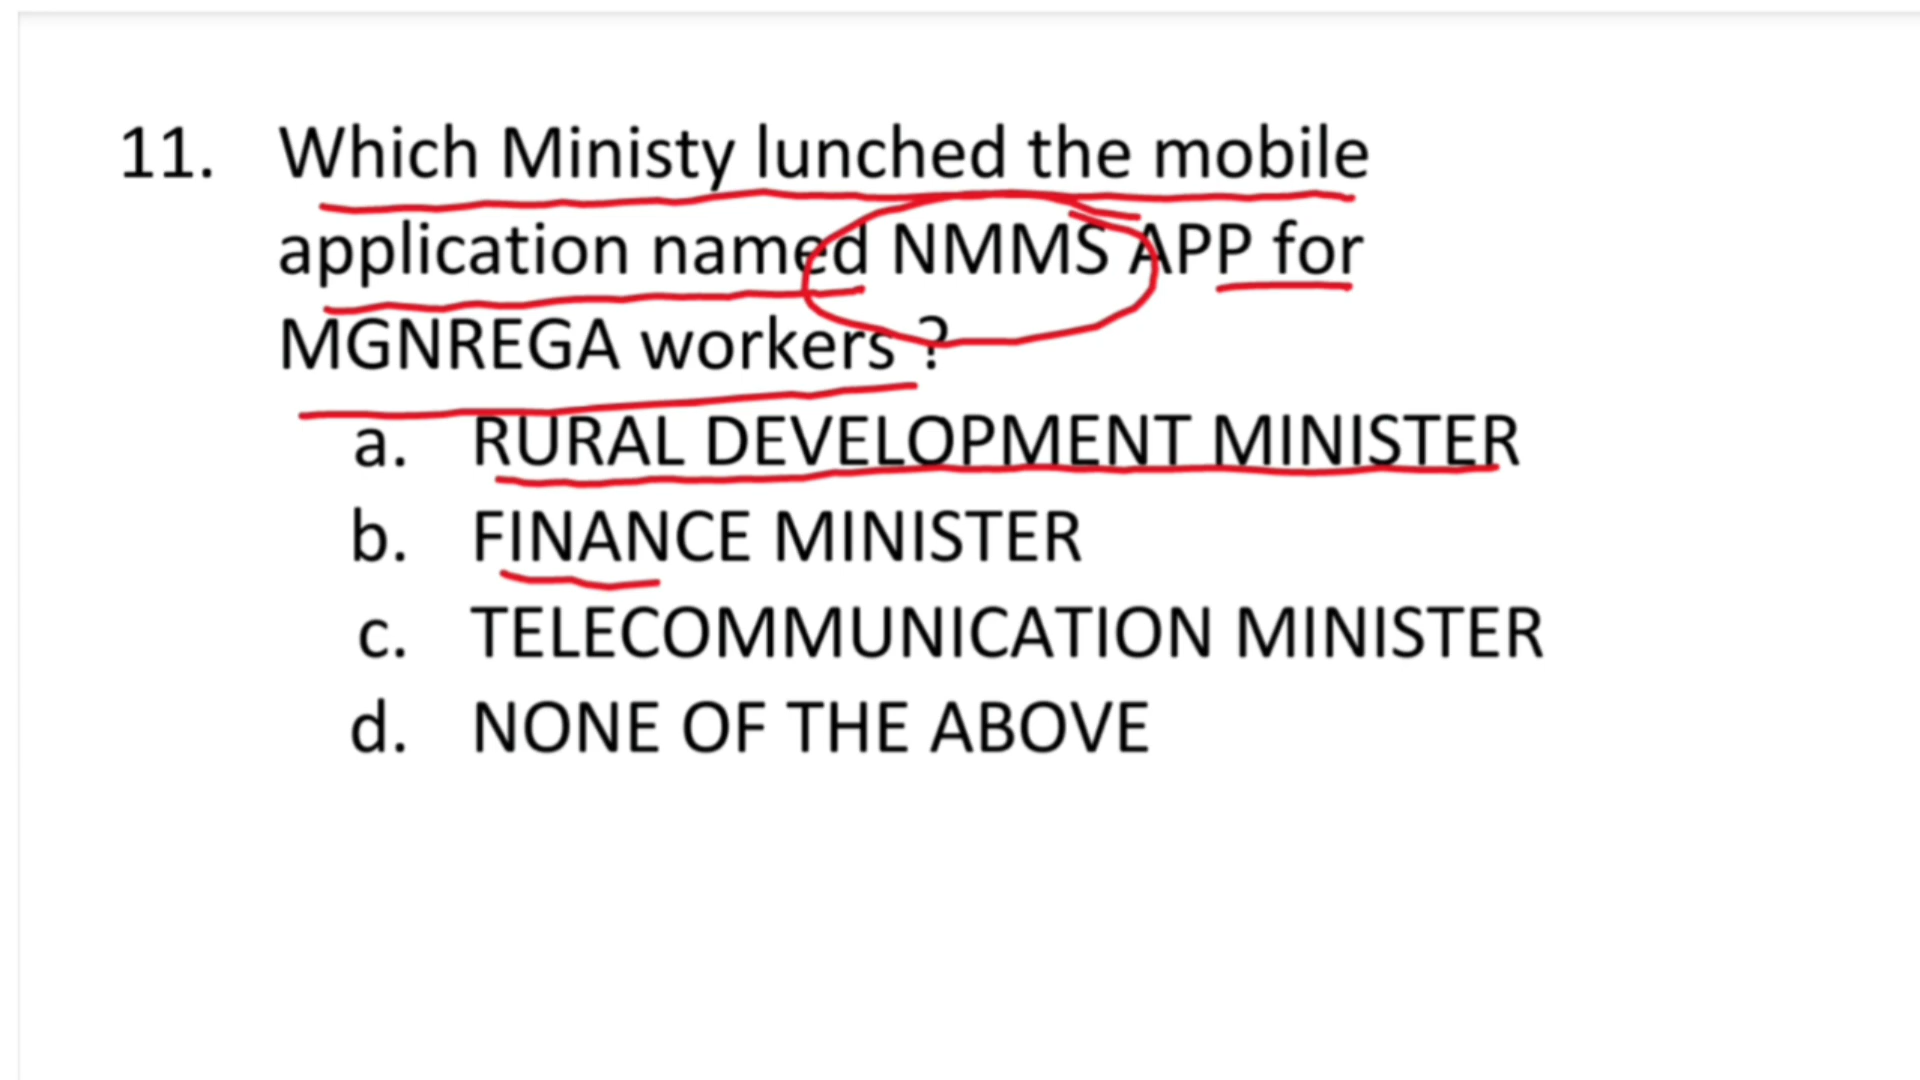 11. Which Ministy lunched the mobile
application named NMMS APP for
MGNREGA workers ?
a. RURAL DEVELOPMENT MINISTER
b. FINANCE MINISTER
c. TELECOMMUNICATION MINISTER
d. NONE OF THE ABOVE